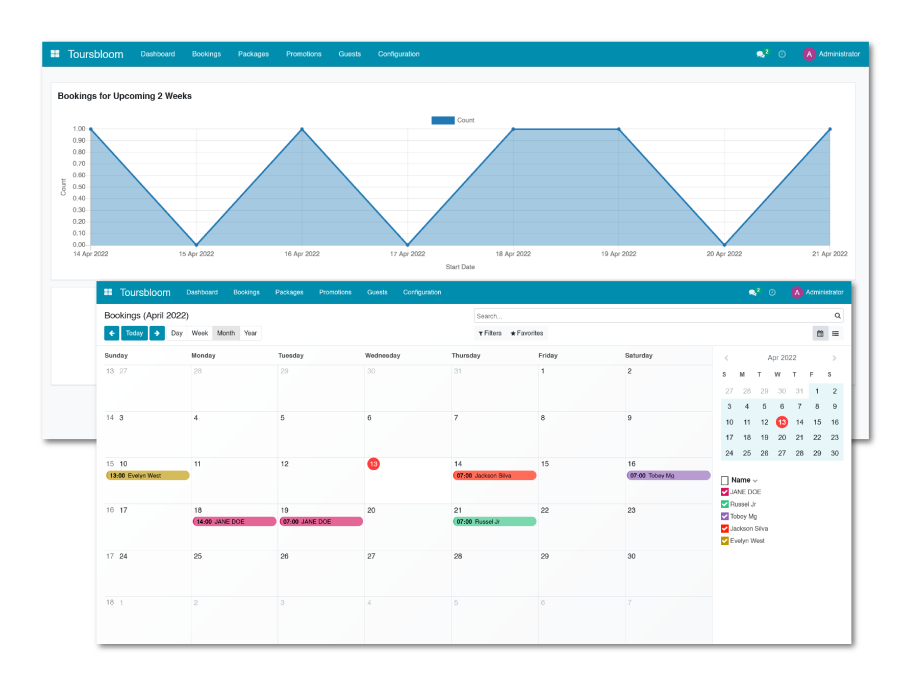 Toursbloom Dashboard Bookings Packages Promotions Guests Configuration 2 A Administrator
Bookings for Upcoming 2 Weeks
Count
1.00
0.90
0.80
0.70
0.60
0.50
0.40
0.30
0.20
0.10
0.00
Count
14 Apr 2022 15 Apr 2022 16 Apr 2022 17 Apr 2022 18 Apr 2022 19 Apr 2022 20 Apr 2022 21 Apr 2022
Start Date
Toursbloom Dashboard Bookings Packages Promotions Guests Configuration 2 A Administrator
Bookings (April 2022) Search...
Today Day Week Month Year Filters Favorites
Sunday Monday Tuesday Wednesday Thursday Friday Saturday
13 27 28 29 30 31 1 2
14 3 4 5 6 7 8 9
15 10 11 12 13 14 15 16
13:00 Evelyn West 07:00 Jackson Silva 07:00 Tobey Mg
16 17 18 19 20 21 22 23
14:00 JANE DOE 07:00 JANE DOE 07:00 Russel Jr
17 24 25 26 27 28 29 30
18 1 2 3 4 5 6 7
Apr 2022
S M T W T F S
27 28 29 30 31 1 2
3 4 5 6 7 8 9
10 11 12 13 14 15 16
17 18 19 20 21 22 23
24 25 26 27 28 29 30
Name
JANE DOE
Russel Jr
Tobey Mg
Jackson Silva
Evelyn West